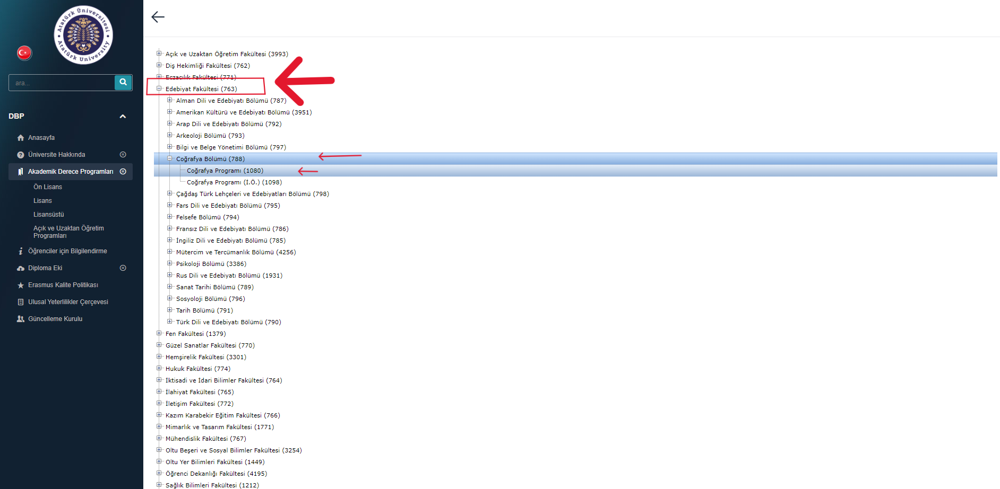 Atatürk Üniversitesi
1957
Atatürk University
ara...
DBP
Anasayfa
Üniversite Hakkında
Akademik Derece Programları
Ön Lisans
Lisans
Lisansüstü
Açık ve Uzaktan Öğretim
Programları
Öğrenciler için Bilgilendirme
Diploma Eki
Erasmus Kalite Politikası
Ulusal Yeterlilikler Çerçevesi
Güncelleme Kurulu
Açık ve Uzaktan Öğretim Fakültesi (3993)
Diş Hekimliği Fakültesi (762)
Eczacılık Fakültesi (771)
Edebiyat Fakültesi (763)
Alman Dili ve Edebiyatı Bölümü (787)
Amerikan Kültürü ve Edebiyatı Bölümü (3951)
Arap Dili ve Edebiyatı Bölümü (792)
Arkeoloji Bölümü (793)
Bilgi ve Belge Yönetimi Bölümü (797)
Coğrafya Bölümü (788)
Coğrafya Programı (1080)
Coğrafya Programı (İ.Ö.) (1098)
Çağdaş Türk Lehçeleri ve Edebiyatları Bölümü (798)
Fars Dili ve Edebiyatı Bölümü (795)
Felsefe Bölümü (794)
Fransız Dili ve Edebiyatı Bölümü (786)
İngiliz Dili ve Edebiyatı Bölümü (785)
Mütercim ve Tercümanlık Bölümü (4256)
Psikoloji Bölümü (3386)
Rus Dili ve Edebiyatı Bölümü (1931)
Sanat Tarihi Bölümü (789)
Sosyoloji Bölümü (796)
Tarih Bölümü (791)
Türk Dili ve Edebiyatı Bölümü (790)
Fen Fakültesi (1379)
Güzel Sanatlar Fakültesi (770)
Hemşirelik Fakültesi (3301)
Hukuk Fakültesi (774)
İktisadi ve İdari Bilimler Fakültesi (764)
İlahiyat Fakültesi (765)
İletişim Fakültesi (772)
Kazım Karabekir Eğitim Fakültesi (766)
Mimarlık ve Tasarım Fakültesi (1771)
Mühendislik Fakültesi (767)
Oltu Beşeri ve Sosyal Bilimler Fakültesi (3254)
Oltu Yer Bilimleri Fakültesi (1449)
Öğrenci Dekanlığı Fakültesi (4195)
Sağlık Bilimleri Fakültesi (1212)